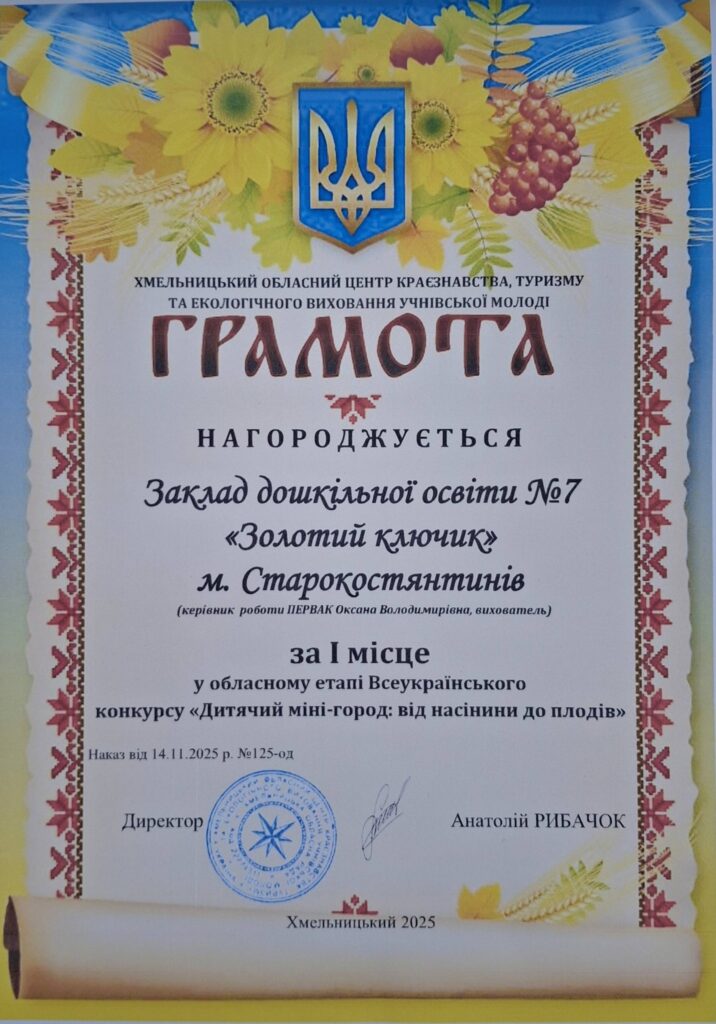 ХМЕЛЬНИЦЬКИЙ ОБЛАСНИЙ ЦЕНТР КРАЄЗНАВСТВА, ТУРИЗМУ
ТА ЕКОЛОГІЧНОГО ВИХОВАННЯ УЧНІВСЬКОЇ МОЛОДІ
ГРАМОТА
НАГОРОДЖУЄТЬСЯ
Заклад дошкільної освіти №7
«Золотий ключик»
м. Старокостянтинів
(керівник роботи ПЕРВАК Оксана Володимирівна, вихователь)
за І місце
у обласному етапі Всеукраїнського
конкурсу «Дитячий міні-город: від насінини до плодів»
Наказ від 14.11.2025 р. №125-од
Директор
Анатолій РИБАЧОК
Хмельницький 2025